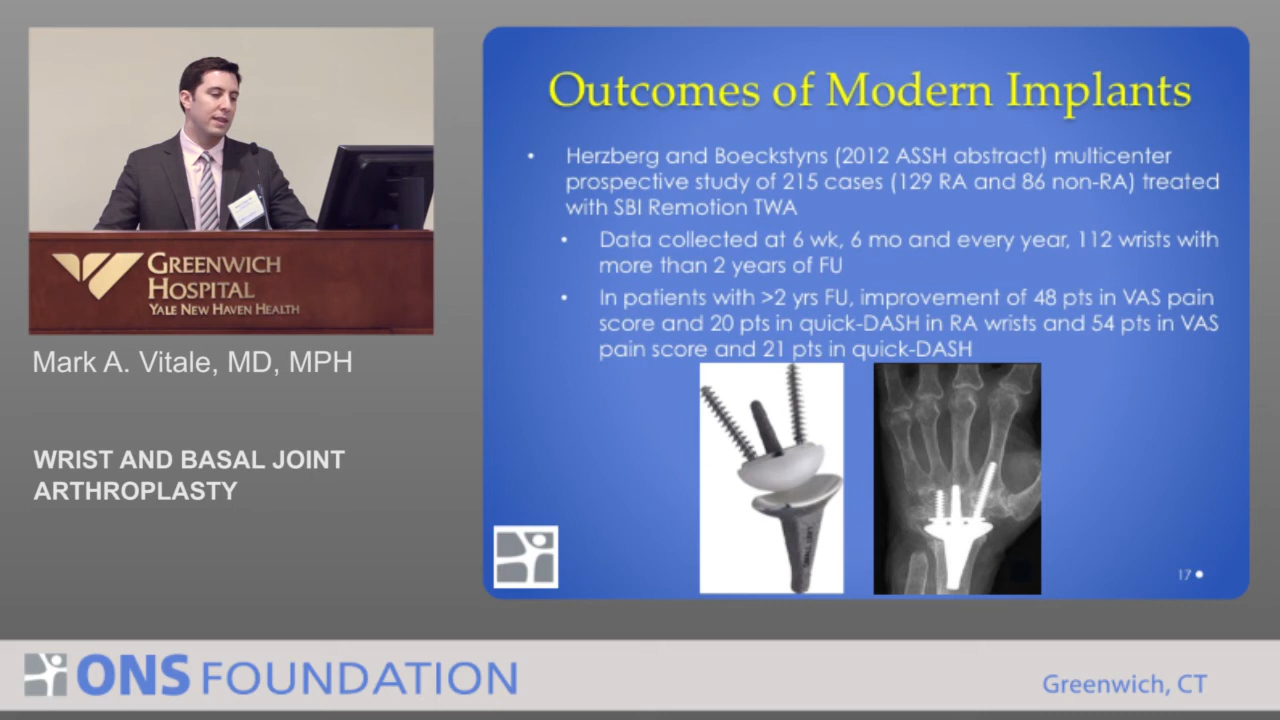 Outcomes of Modern Implants
• Herzberg and Boeckstyns (2012 ASSH abstract) multicenter
prospective study of 215 cases (129 RA and 86 non-RA) treated
with SBI Remotion TWA
• Data collected at 6 wk, 6 mo and every year, 112 wrists with
more than 2 years of FU
• In patients with >2 yrs FU, improvement of 48 pts in VAS pain
score and 20 pts in quick-DASH in RA wrists and 54 pts in VAS
pain score and 21 pts in quick-DASH
17
GREENWICH
HOSPITAL
YALE NEW HAVEN HEALTH
Mark A. Vitale, MD, MPH
WRIST AND BASAL JOINT
ARTHROPLASTY
ONS FOUNDATION
Greenwich, CT